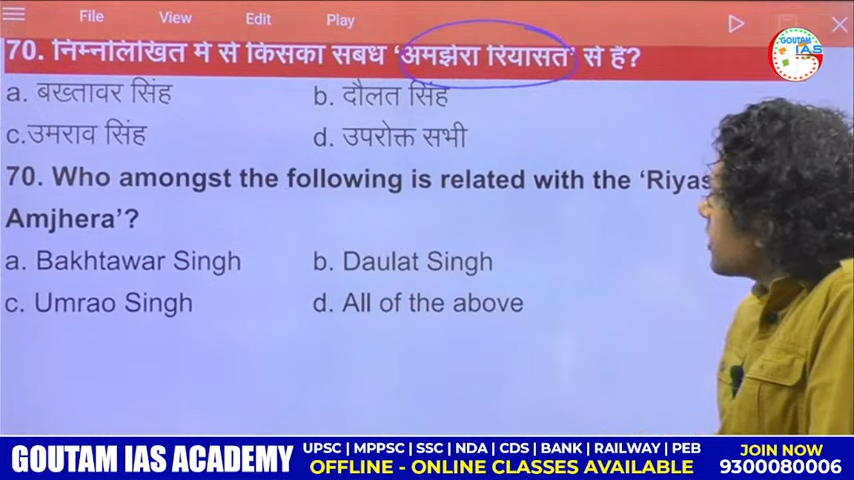 File View Edit Play
GOUTAM
IAS
70. निम्नलिखित में से किसका संबंध ‘अमझेरा रियासत’ से है?
a. बख्तावर सिंह b. दौलत सिंह
c.उमराव सिंह d. उपरोक्त सभी
70. Who amongst the following is related with the ‘Riyas
Amjhera’?
a. Bakhtawar Singh b. Daulat Singh
c. Umrao Singh d. All of the above
GOUTAM IAS ACADEMY
UPSC | MPPSC | SSC | NDA | CDS | BANK | RAILWAY | PEB
OFFLINE - ONLINE CLASSES AVAILABLE
JOIN NOW
9300080006